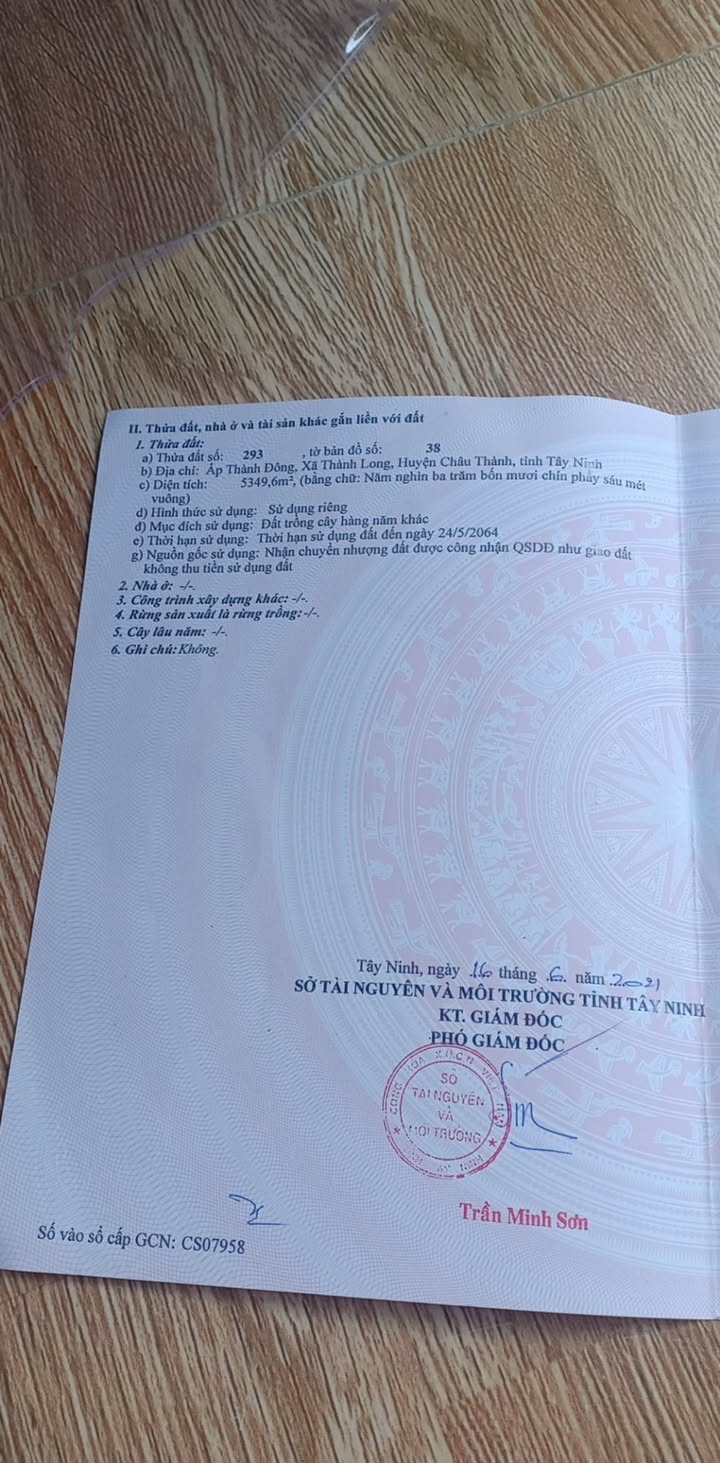 II. Thửa đất, nhà ở và tài sản khác gắn liền với đất
1. Thửa đất:
a) Thửa đất số: 293 , tờ bản đồ số: 38
b) Địa chỉ: Ấp Thành Đông, Xã Thành Long, Huyện Châu Thành, tỉnh Tây Ninh
c) Diện tích: 5349,6m², (bằng chữ: Năm nghìn ba trăm bốn mươi chín phẩy sáu mét
vuông)
d) Hình thức sử dụng: Sử dụng riêng
đ) Mục đích sử dụng: Đất trồng cây hàng năm khác
e) Thời hạn sử dụng: Thời hạn sử dụng đất đến ngày 24/5/2064
g) Nguồn gốc sử dụng: Nhận chuyển nhượng đất được công nhận QSDĐ như giao đất
không thu tiền sử dụng đất
2. Nhà ở: -/-.
3. Công trình xây dựng khác: -/-.
4. Rừng sản xuất là rừng trồng: -/-.
5. Cây lâu năm: -/-.
6. Ghi chú: Không.
Tây Ninh, ngày 16 tháng 6 năm 2021
SỞ TÀI NGUYÊN VÀ MÔI TRƯỜNG TỈNH TÂY NINH
KT. GIÁM ĐỐC
PHÓ GIÁM ĐỐC
SỞ
TÀI NGUYÊN
VÀ
MÔI TRƯỜNG
Trần Minh Sơn
Số vào sổ cấp GCN: CS07958